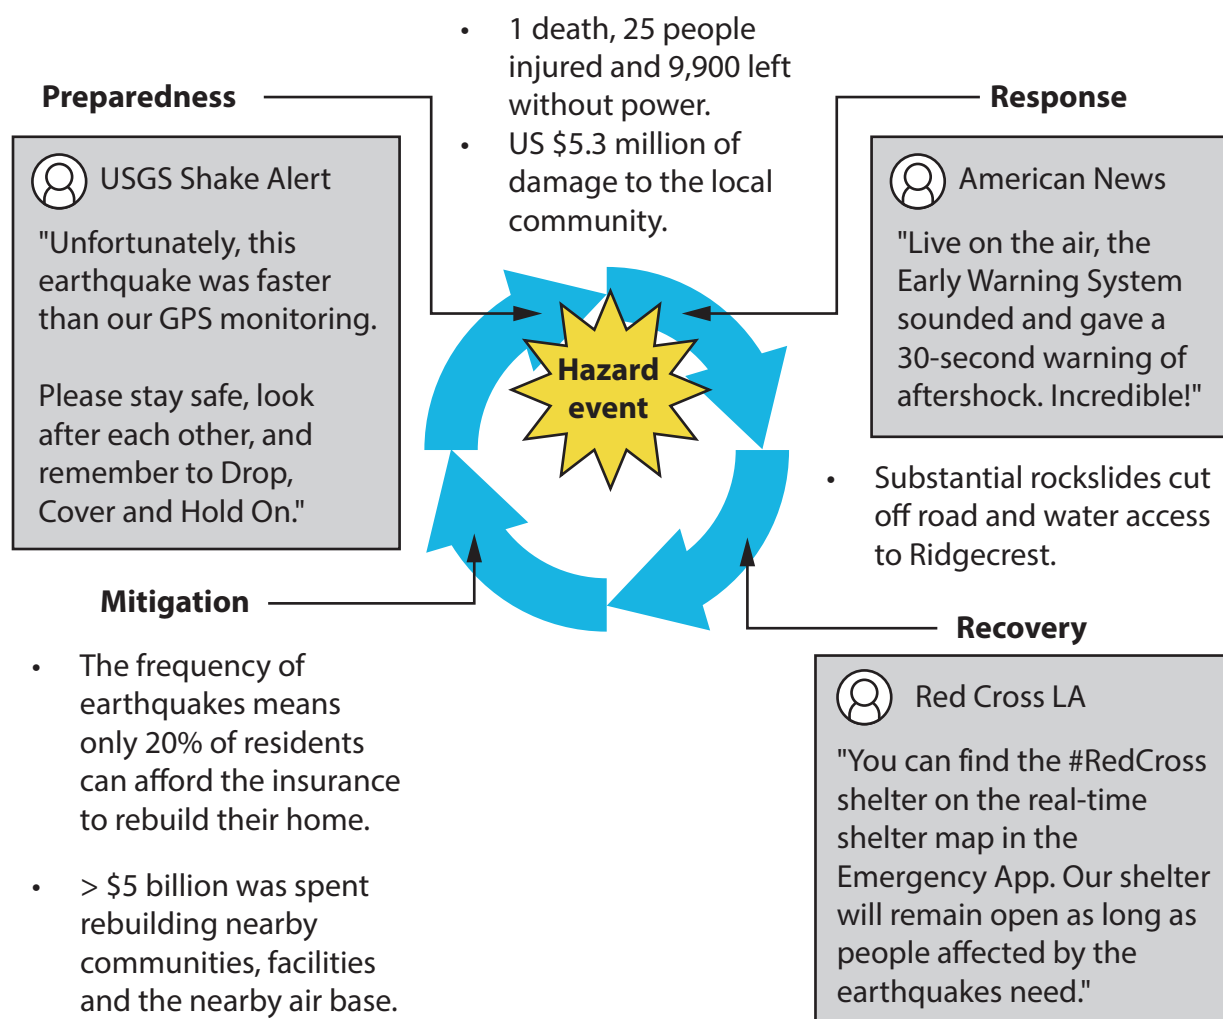 • 1 death, 25 people
injured and 9,900 left
without power.
• US $5.3 million of
damage to the local
community.
Preparedness
USGS Shake Alert
"Unfortunately, this
earthquake was faster
than our GPS monitoring.
Please stay safe, look
after each other, and
remember to Drop,
Cover and Hold On."
Response
American News
"Live on the air, the
Early Warning System
sounded and gave a
30-second warning of
aftershock. Incredible!"
• Substantial rockslides cut
off road and water access
to Ridgecrest.
Hazard
event
Mitigation
• The frequency of
earthquakes means
only 20% of residents
can afford the insurance
to rebuild their home.
• > $5 billion was spent
rebuilding nearby
communities, facilities
and the nearby air base.
Recovery
Red Cross LA
"You can find the #RedCross
shelter on the real-time
shelter map in the
Emergency App. Our shelter
will remain open as long as
people affected by the
earthquakes need."